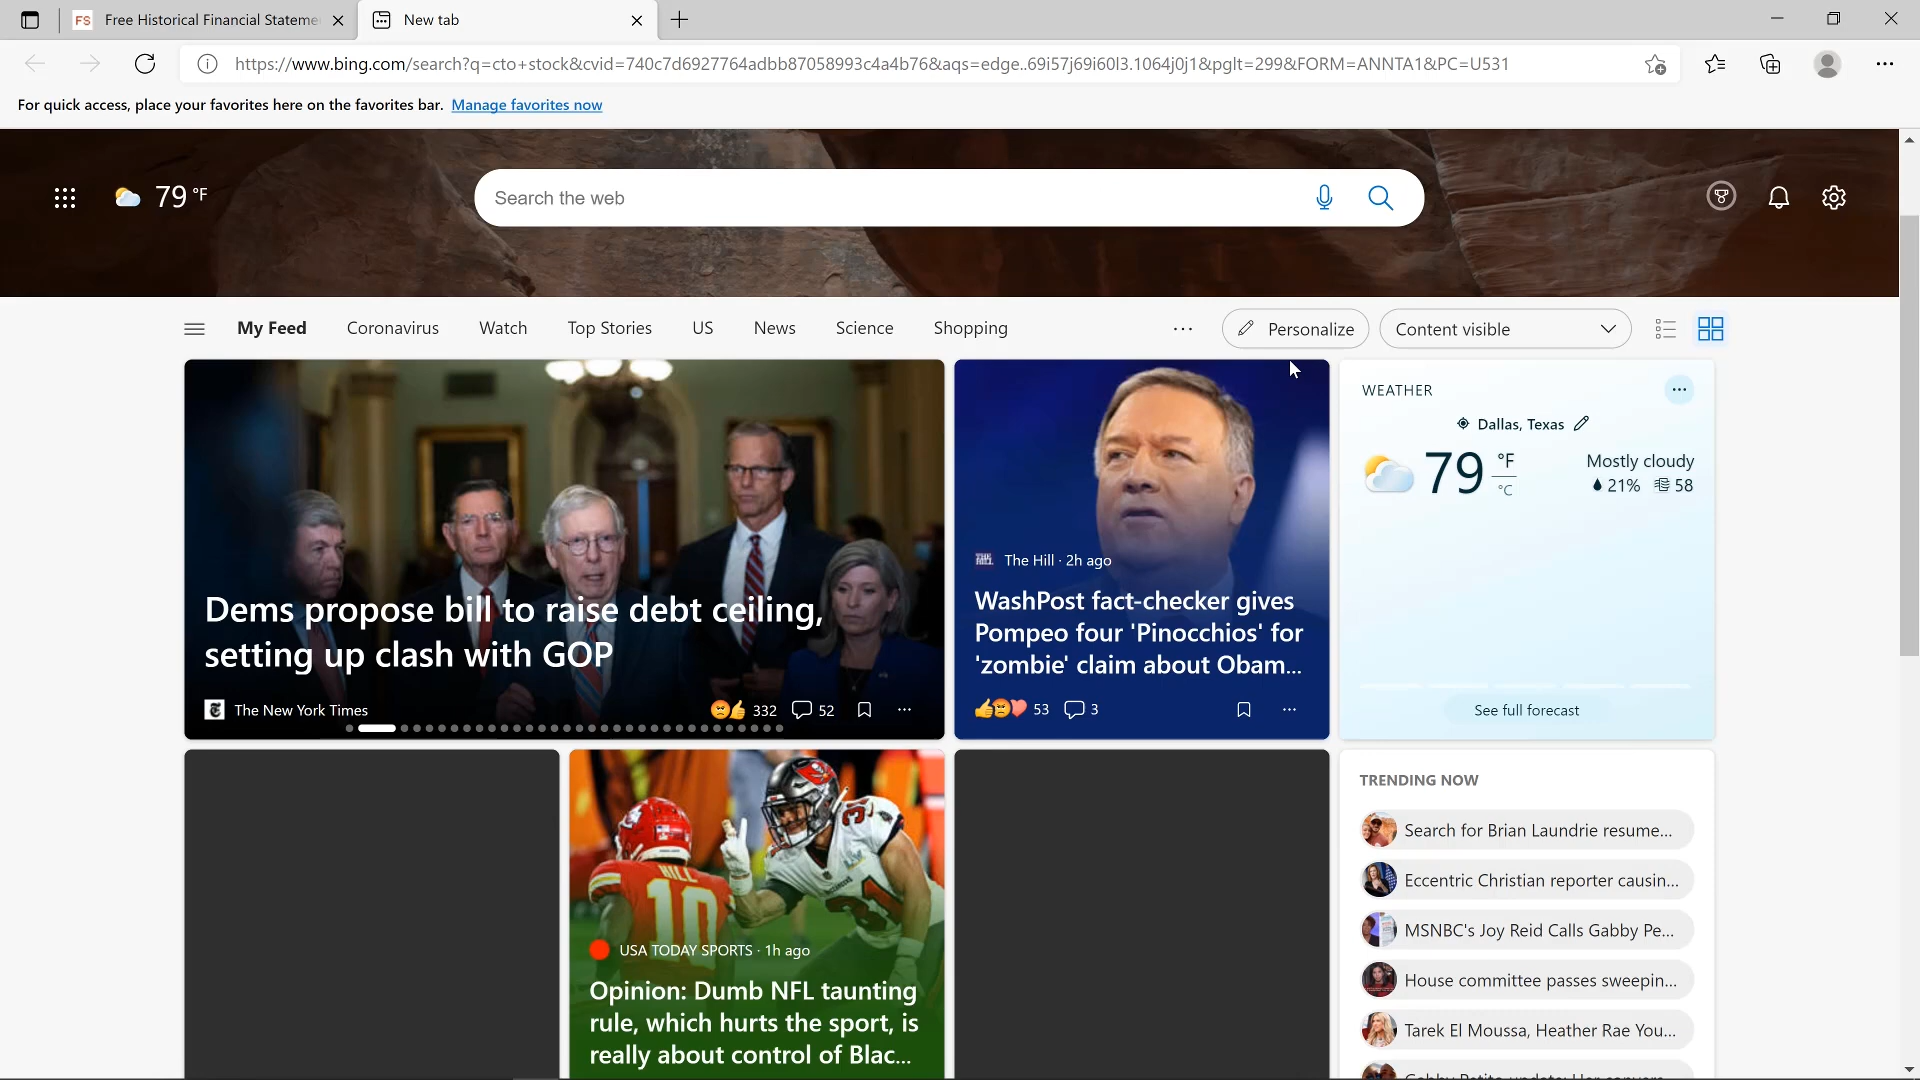 FS Free Historical Financial Stateme
New tab
https://www.bing.com/search?q=cto+stock&cvid=740c7d6927764adbb87058993c4a4b76&aqs=edge..69i57j69i60l3.1064j0j1&pglt=299&FORM=ANNTA1&PC=U531
For quick access, place your favorites here on the favorites bar. Manage favorites now
79 °F
Search the web
My Feed Coronavirus Watch Top Stories US News Science Shopping ... Personalize Content visible
Dems propose bill to raise debt ceiling,
setting up clash with GOP
The New York Times 332 52
The Hill · 2h ago
WashPost fact-checker gives
Pompeo four 'Pinocchios' for
'zombie' claim about Obam...
53 3
WEATHER
Dallas, Texas
79 °F
°C
Mostly cloudy
21% 58
See full forecast
USA TODAY SPORTS · 1h ago
Opinion: Dumb NFL taunting
rule, which hurts the sport, is
really about control of Blac...
HILL
10
TRENDING NOW
Search for Brian Laundrie resume...
Eccentric Christian reporter causin...
MSNBC's Joy Reid Calls Gabby Pe...
House committee passes sweepin...
Tarek El Moussa, Heather Rae You...